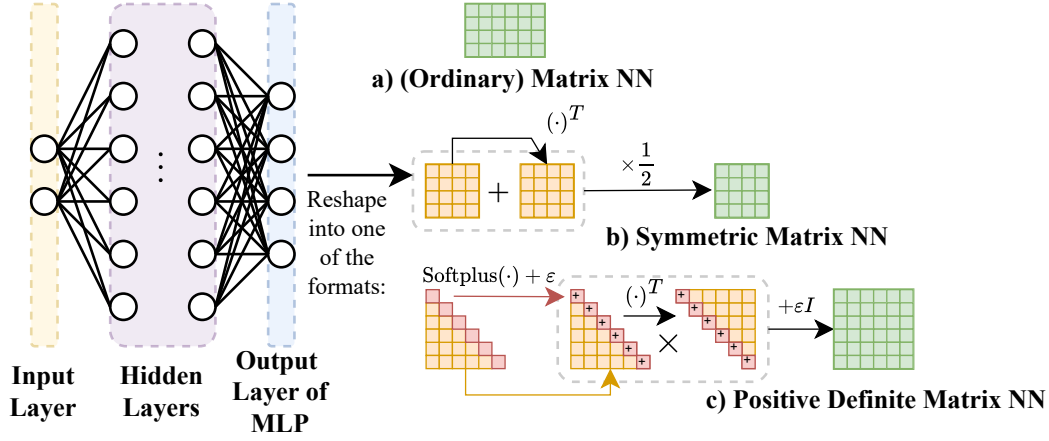 a) (Ordinary) Matrix NN
(·)^T
+
× 1/2
b) Symmetric Matrix NN
Reshape
into one
of the
formats:
Softplus(·) + ε
(·)^T
×
+εI
c) Positive Definite Matrix NN
Input
Layer
Hidden
Layers
Output
Layer of
MLP